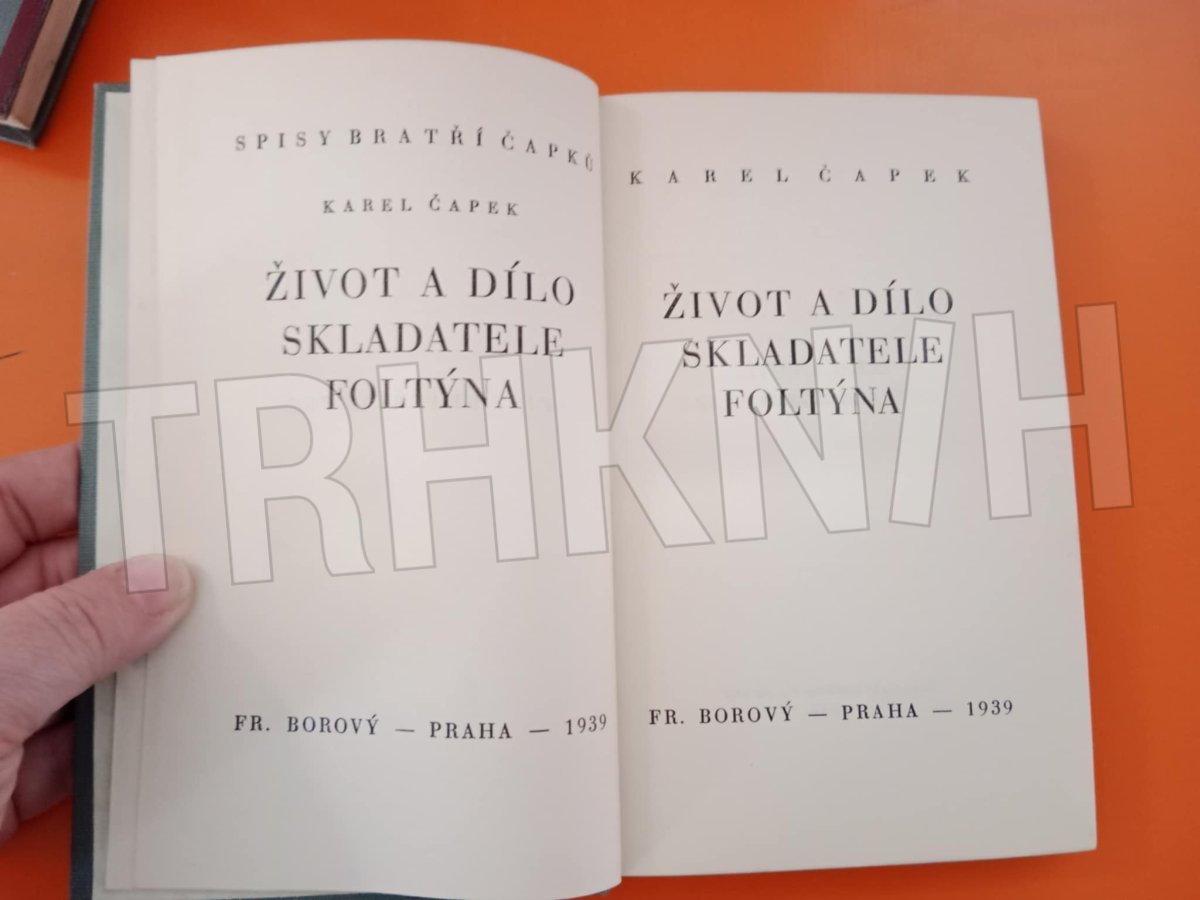 SPISY BRATŘÍ ČAPKŮ
KAREL ČAPEK
ŽIVOT A DÍLO
SKLADATELE
FOLTÝNA
FR. BOROVÝ — PRAHA — 1939
KAREL ČAPEK
ŽIVOT A DÍLO
SKLADATELE
FOLTÝNA
FR. BOROVÝ — PRAHA — 1939
TRHKNIH